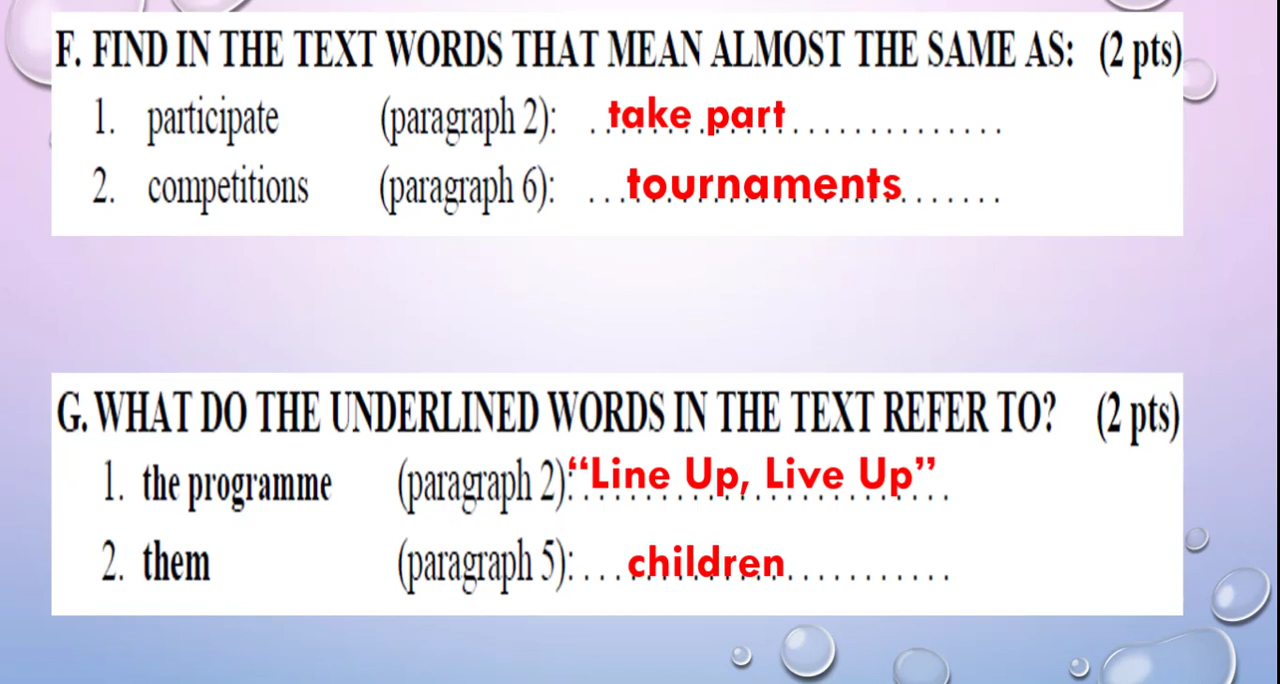 F. FIND IN THE TEXT WORDS THAT MEAN ALMOST THE SAME AS: (2 pts)
1. participate (paragraph 2): take part
2. competitions (paragraph 6): tournaments
G. WHAT DO THE UNDERLINED WORDS IN THE TEXT REFER TO? (2 pts)
1. the programme (paragraph 2): “Line Up, Live Up”
2. them (paragraph 5): children